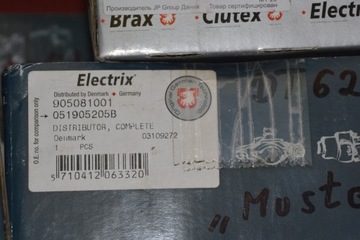 Производитель JP Group Дания
Товар сертифицирован
Brax Clutex Electri
Electrix
Distributed by Denmark Germany
905081001
→ 051905205B
DISTRIBUTOR, COMPLETE
Denmark 03109272
1 PCS
5 710412 063320
O.E. no. for comparison only
62
"Musto